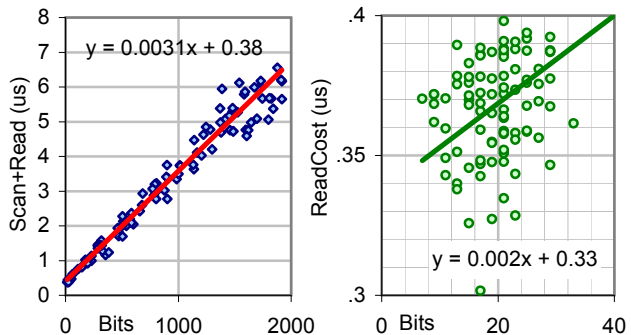 8
7
6
5
4
3
2
1
0
Scan+Read (us)
y = 0.0031x + 0.38
0 Bits 1000 2000
.4
.35
.3
ReadCost (us)
y = 0.002x + 0.33
0 Bits 20 40